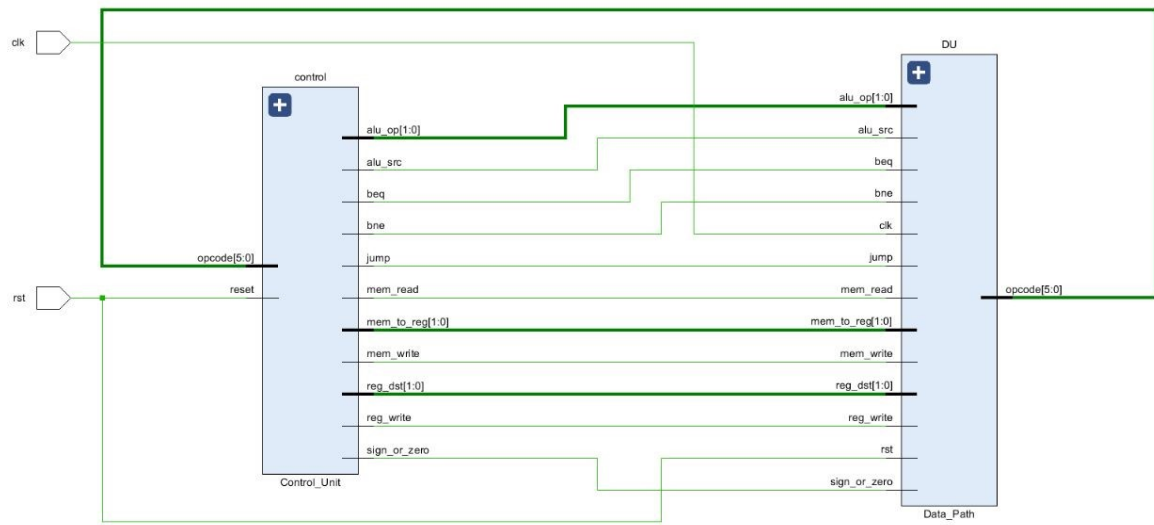 clk
rst
control
opcode[5:0]
reset
alu_op[1:0]
alu_src
beq
bne
jump
mem_read
mem_to_reg[1:0]
mem_write
reg_dst[1:0]
reg_write
sign_or_zero
Control_Unit
DU
alu_op[1:0]
alu_src
beq
bne
clk
jump
mem_read
mem_to_reg[1:0]
mem_write
reg_dst[1:0]
reg_write
rst
sign_or_zero
opcode[5:0]
Data_Path